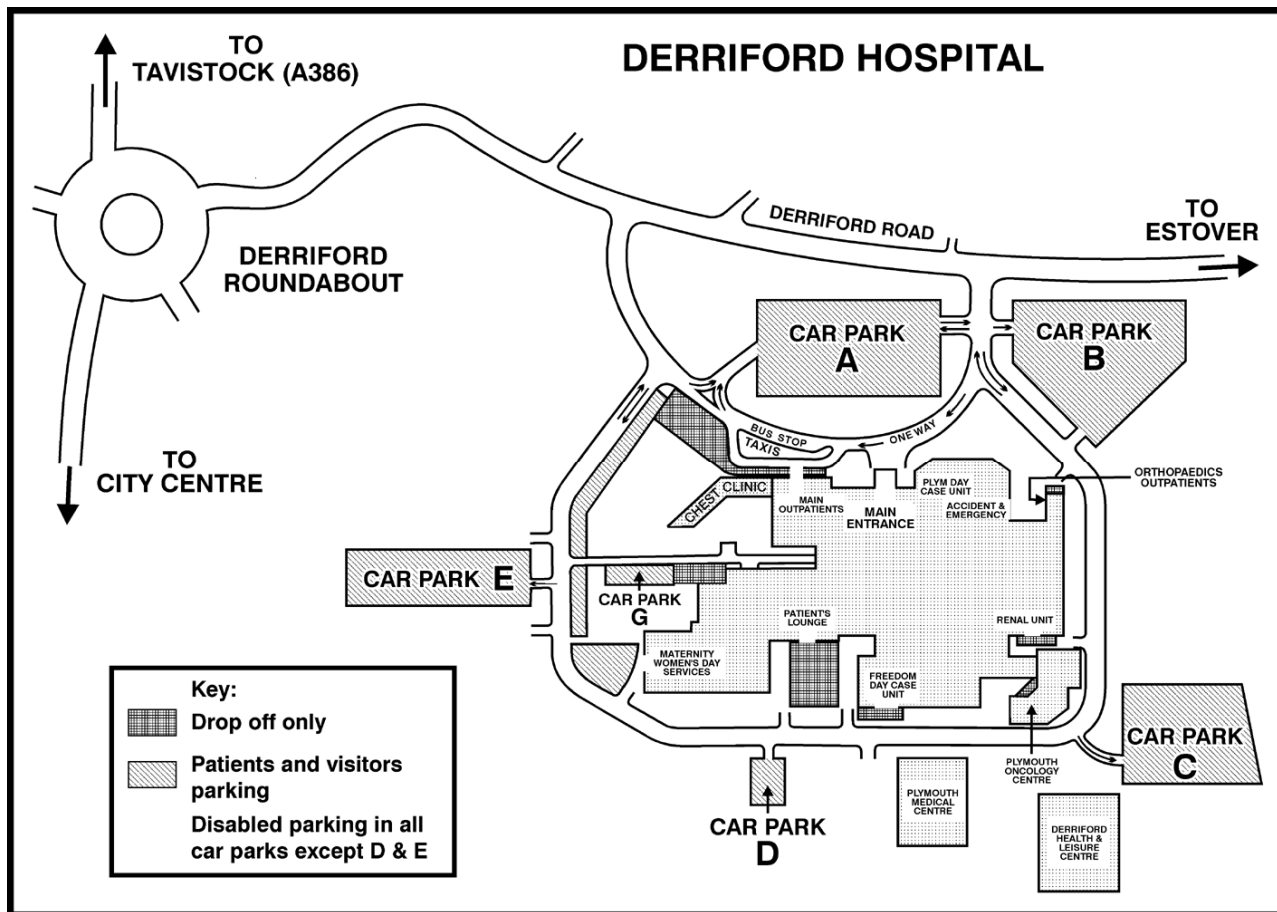 TO
TAVISTOCK (A386)
DERRIFORD HOSPITAL
DERRIFORD ROAD
TO
ESTOVER
DERRIFORD
ROUNDABOUT
CAR PARK
A
CAR PARK
B
TO
CITY CENTRE
BUS STOP
TAXIS
ONE WAY
CHEST CLINIC
MAIN
OUTPATIENTS
MAIN
ENTRANCE
PLYM DAY
CASE UNIT
ACCIDENT &
EMERGENCY
ORTHOPAEDICS
OUTPATIENTS
CAR PARK E
CAR PARK
G
PATIENT'S
LOUNGE
RENAL UNIT
MATERNITY
WOMEN'S DAY
SERVICES
FREEDOM
DAY CASE
UNIT
CAR PARK
C
PLYMOUTH
ONCOLOGY
CENTRE
CAR PARK
D
PLYMOUTH
MEDICAL
CENTRE
DERRIFORD
HEALTH &
LEISURE
CENTRE
Key:
Drop off only
Patients and visitors
parking
Disabled parking in all
car parks except D & E